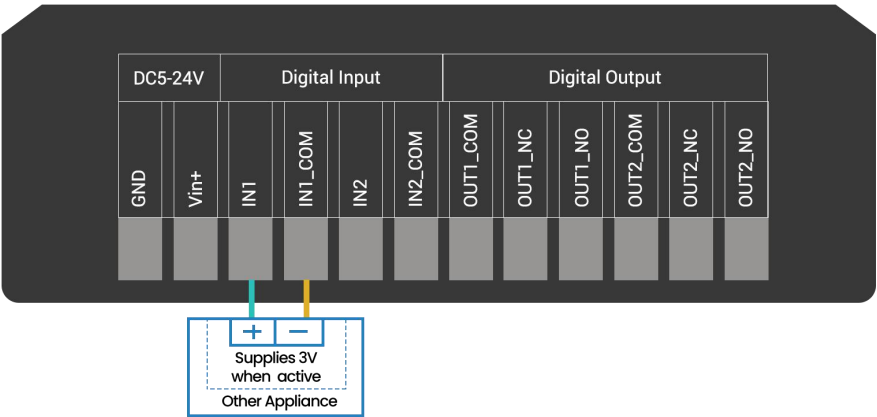 DC5-24V
Digital Input
Digital Output
GND
Vin+
IN1
IN1_COM
IN2
IN2_COM
OUT1_COM
OUT1_NC
OUT1_NO
OUT2_COM
OUT2_NC
OUT2_NO
+ −
Supplies 3V
when active
Other Appliance